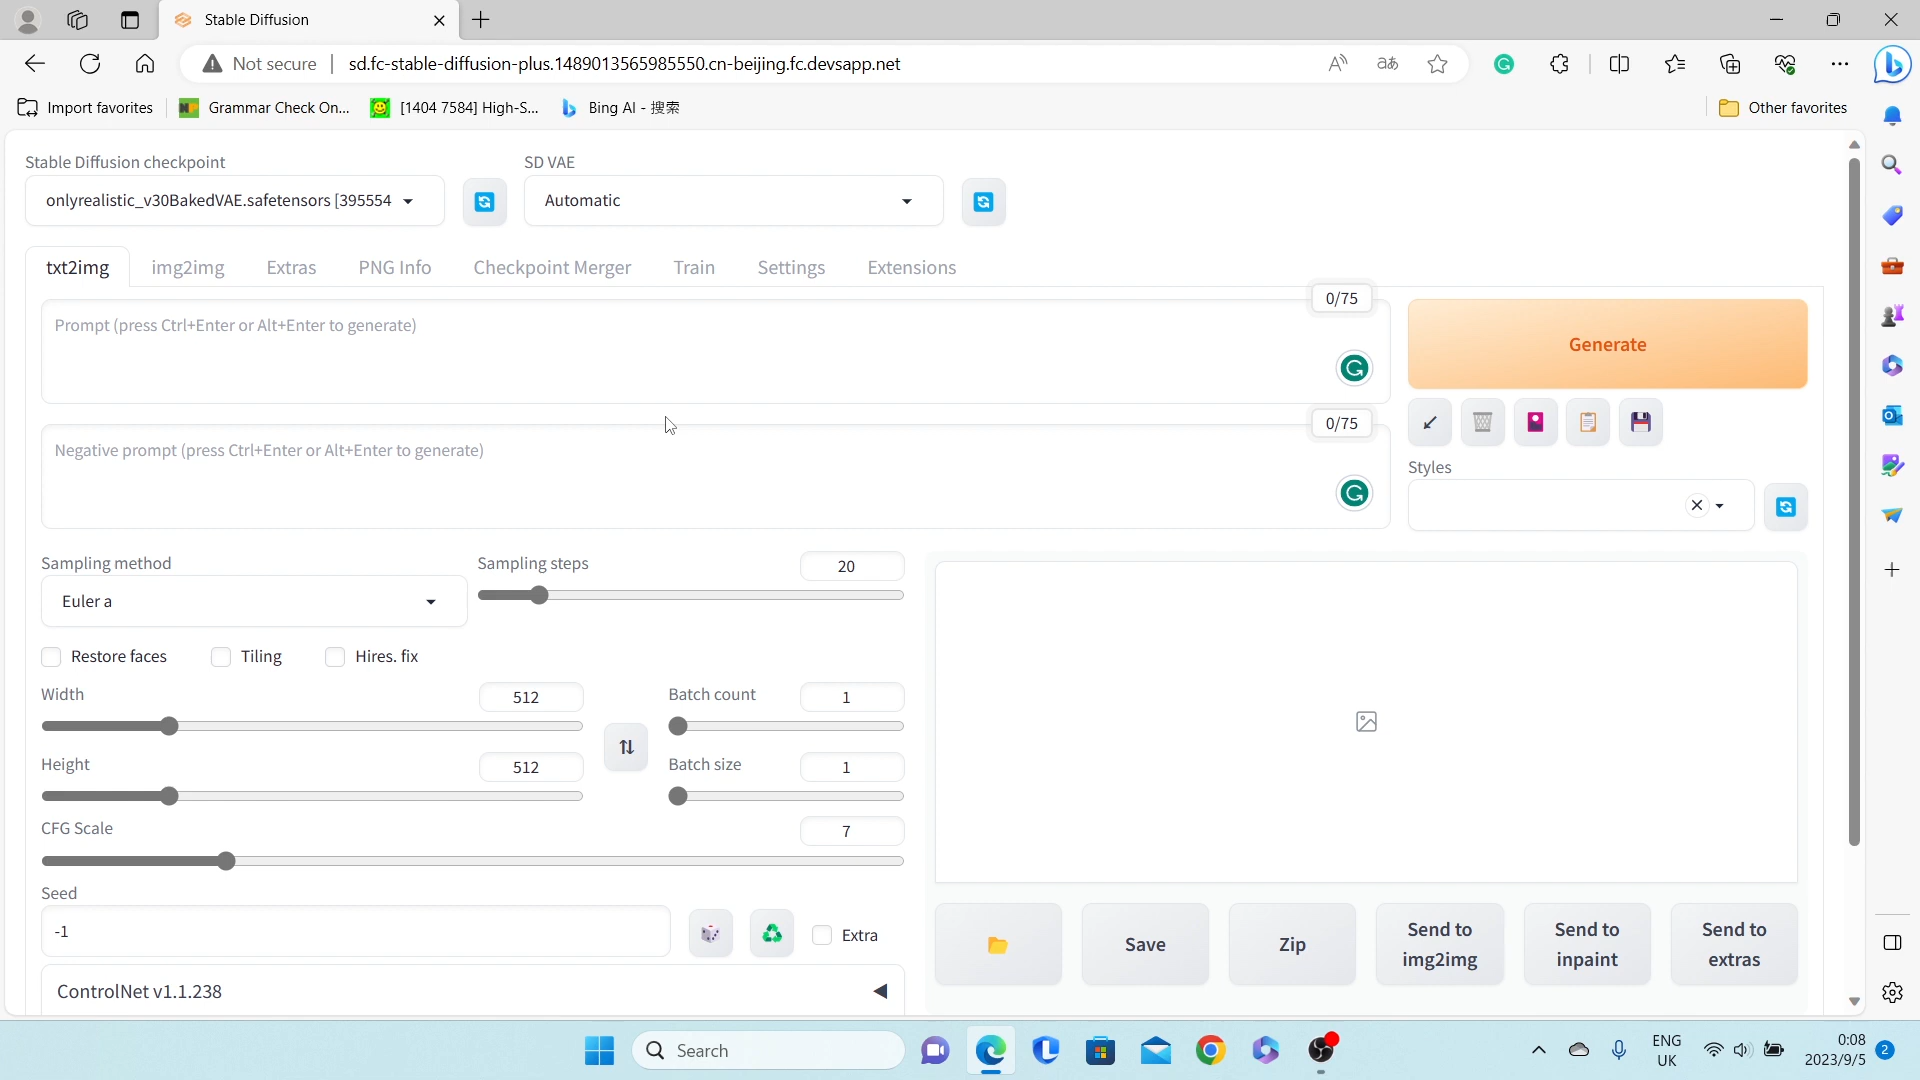 Stable Diffusion
Not secure
sd.fc-stable-diffusion-plus.1489013565985550.cn-beijing.fc.devsapp.net
Import favorites
Grammar Check On...
[1404 7584] High-S...
Bing AI - 搜索
Other favorites
Stable Diffusion checkpoint
SD VAE
onlyrealistic_v30BakedVAE.safetensors [395554
Automatic
txt2img
img2img
Extras
PNG Info
Checkpoint Merger
Train
Settings
Extensions
Prompt (press Ctrl+Enter or Alt+Enter to generate)
0/75
Generate
Negative prompt (press Ctrl+Enter or Alt+Enter to generate)
0/75
Styles
Sampling method
Euler a
Sampling steps
20
Restore faces
Tiling
Hires. fix
Width
512
Batch count
1
Height
512
Batch size
1
CFG Scale
7
Seed
-1
Extra
ControlNet v1.1.238
Save
Zip
Send to
img2img
Send to
inpaint
Send to
extras
Search
ENG
UK
0:08
2023/9/5
2